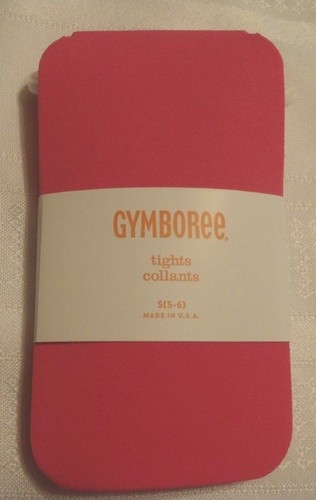 GYMBOREE
tights
collants
S(5-6)
MADE IN U.S.A.